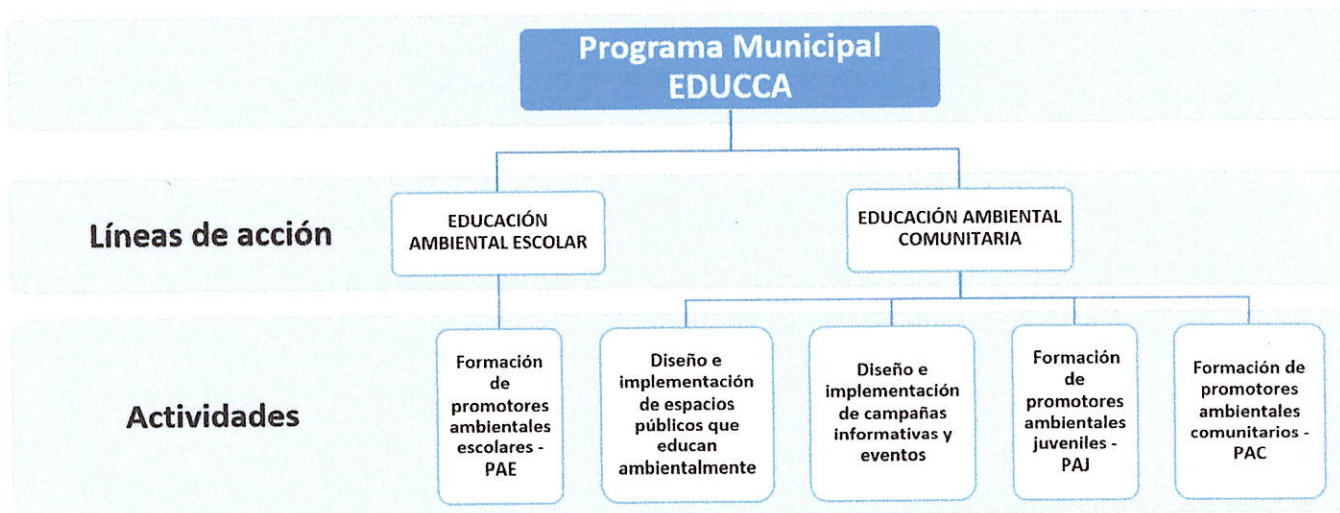 Programa Municipal
EDUCCA
Líneas de acción
EDUCACIÓN
AMBIENTAL ESCOLAR
EDUCACIÓN AMBIENTAL
COMUNITARIA
Actividades
Formación
de
promotores
ambientales
escolares -
PAE
Diseño e
implementación
de espacios
públicos que
educan
ambientalmente
Diseño e
implementación
de campañas
informativas y
eventos
Formación
de
promotores
ambientales
juveniles -
PAJ
Formación de
promotores
ambientales
comunitarios -
PAC